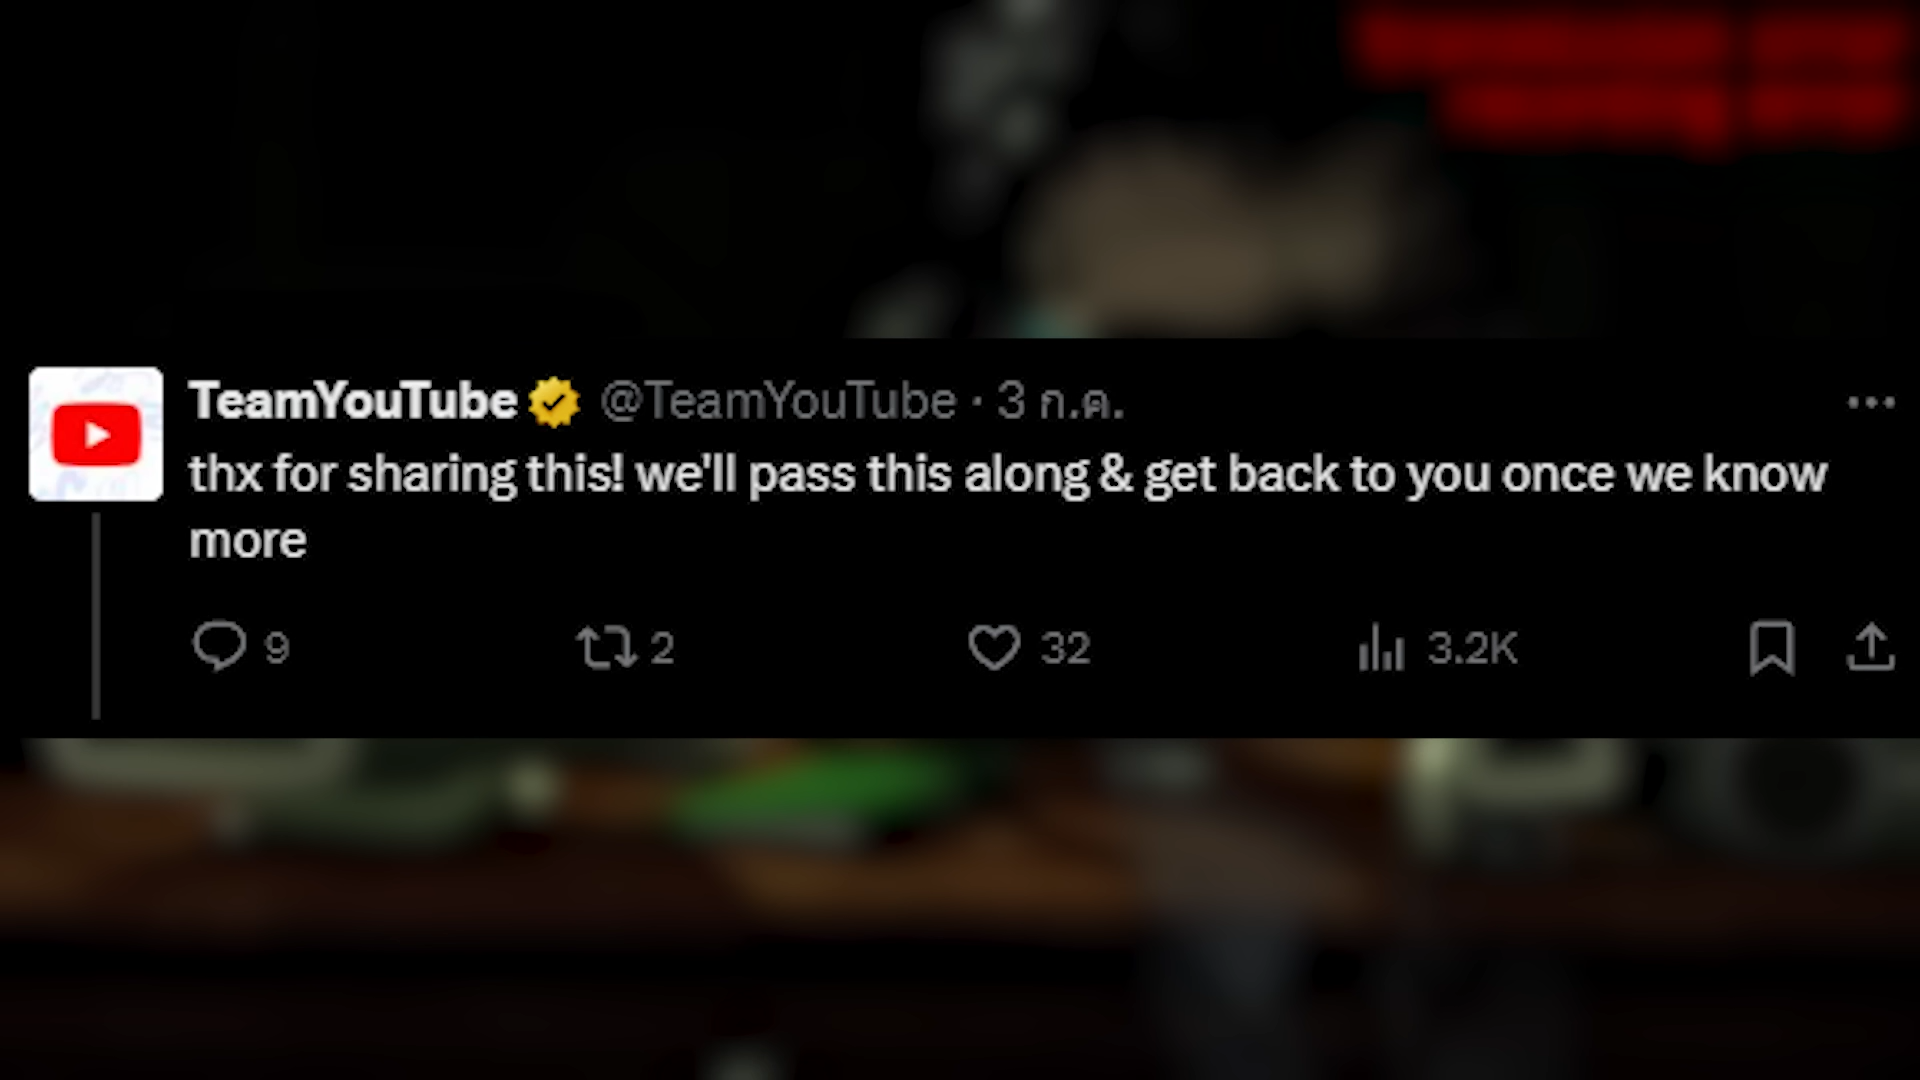 TeamYouTube @TeamYouTube · 3 ก.ค.
thx for sharing this! we'll pass this along & get back to you once we know
more
9 2 32 3.2K